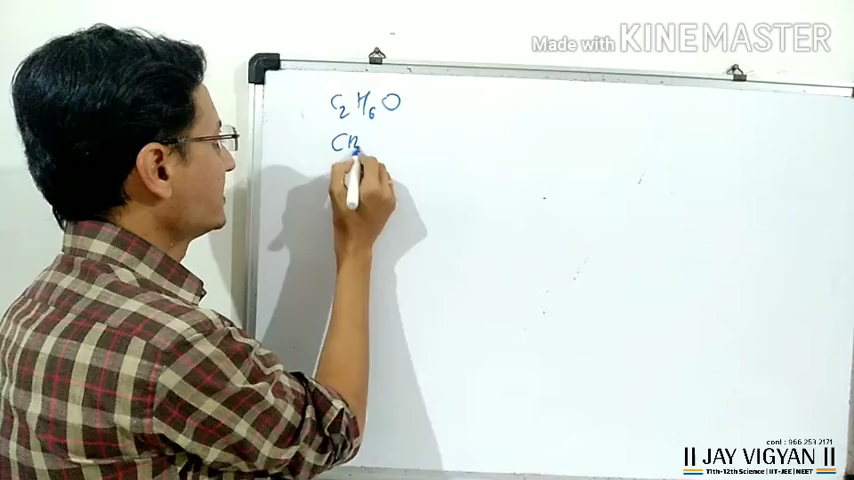 Made with KINEMASTER
C₂H₆O
CH
cont : 966 253 2171
|| JAY VIGYAN ||
11th-12th Science | IIT-JEE | NEET